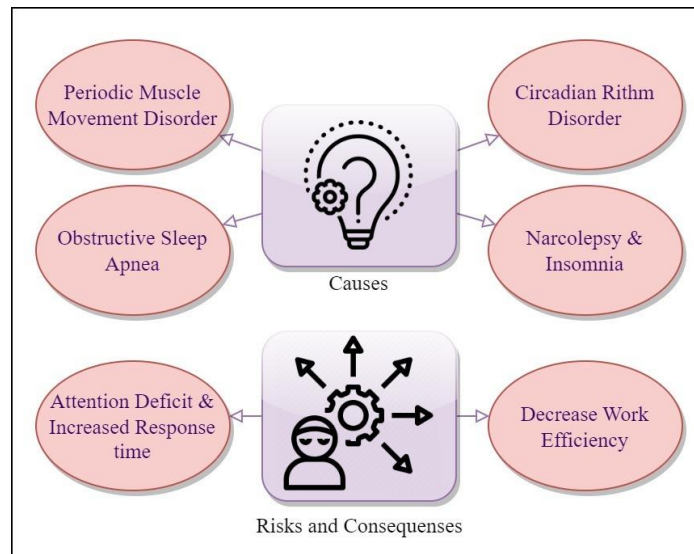 Periodic Muscle
Movement Disorder
Circadian Rithm
Disorder
Obstructive Sleep
Apnea
Narcolepsy &
Insomnia
Causes
Attention Deficit &
Increased Response
time
Decrease Work
Efficiency
Risks and Consequenses